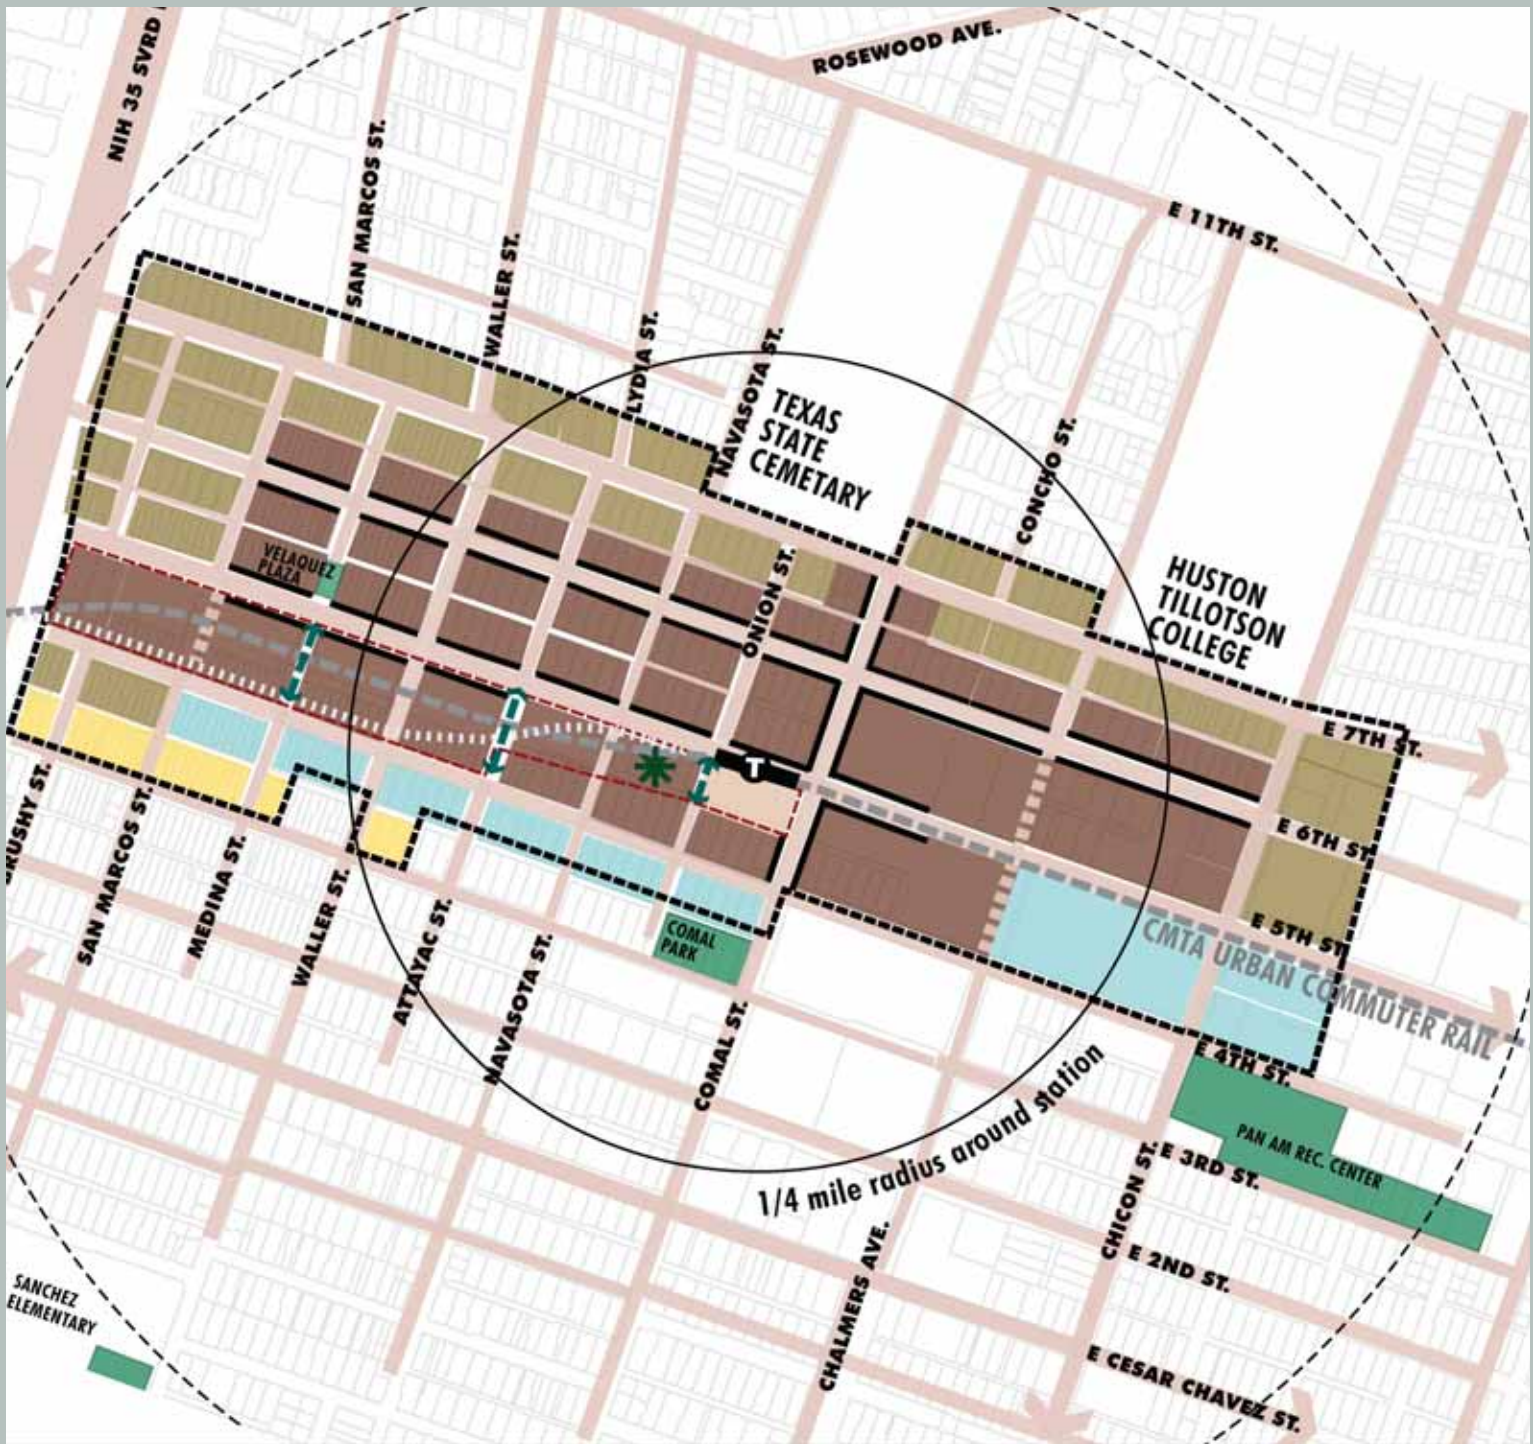 NIH 35 SVRD
ROSEWOOD AVE.
SAN MARCOS ST.
WALLER ST.
LYDIA ST.
NAVASOTA ST.
E 11TH ST.
TEXAS
STATE
CEMETARY
CONCHO ST.
HUSTON
TILLOTSON
COLLEGE
VELAQUEZ
PLAZA
ONION ST.
E 7TH ST.
T
E 6TH ST.
E 5TH ST.
CMTA URBAN COMMUTER RAIL
RUSHY ST.
SAN MARCOS ST.
MEDINA ST.
WALLER ST.
ATTAYAC ST.
NAVASOTA ST.
COMAL
PARK
COMAL ST.
E 4TH ST.
PAN AM REC. CENTER
1/4 mile radius around station
E 3RD ST.
CHICON ST.
E 2ND ST.
CHALMERS AVE.
SANCHEZ
ELEMENTARY
E CESAR CHAVEZ ST.